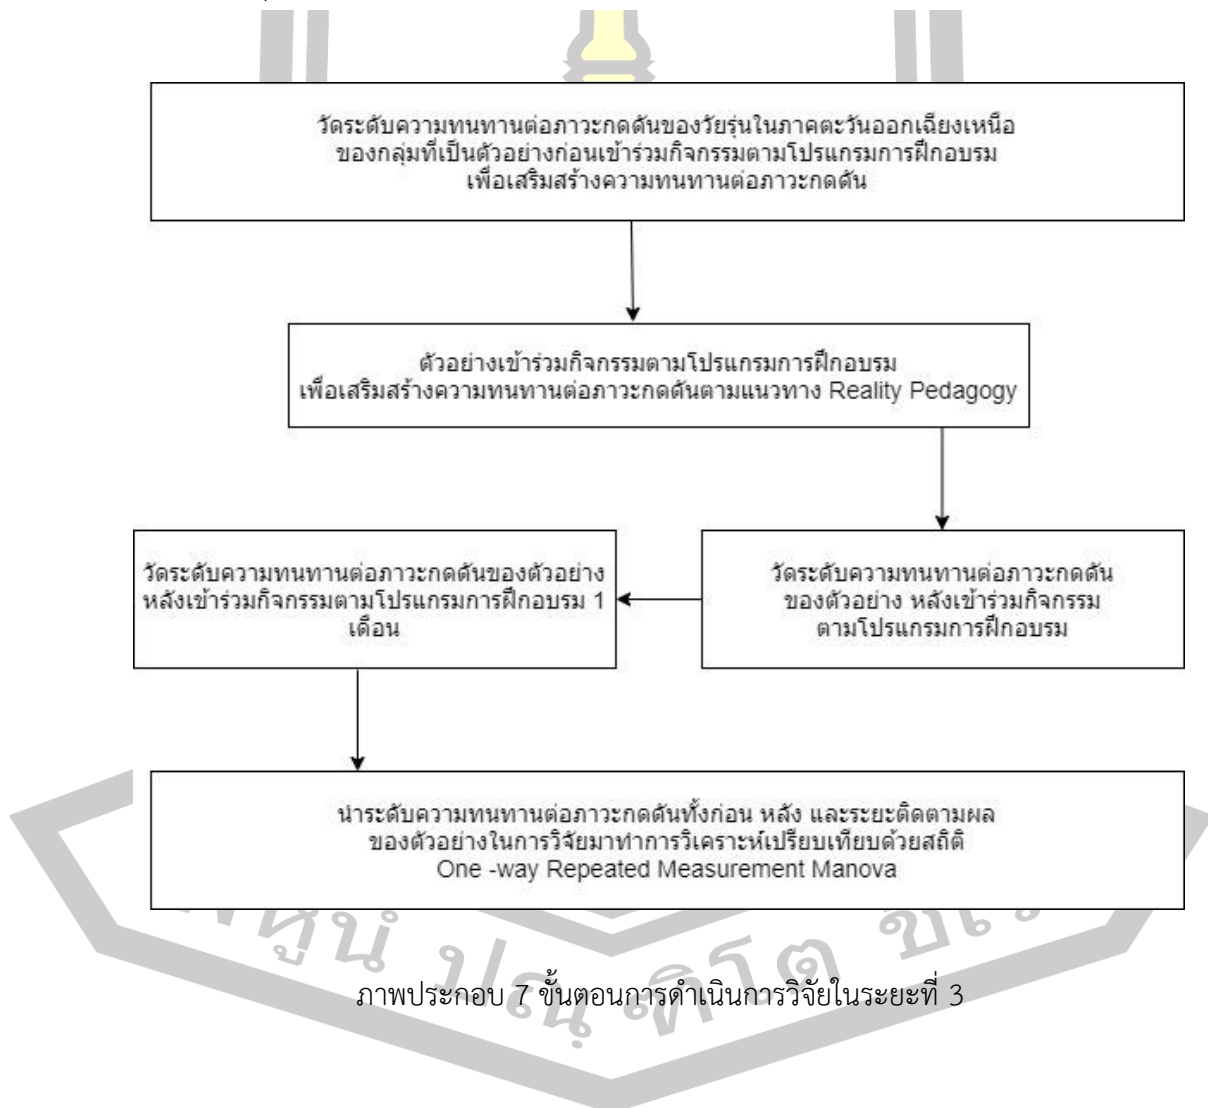 วัดระดับความทนทานต่อภาวะกดดันของวัยรุ่นในภาคตะวันออกเฉียงเหนือ
ของกลุ่มที่เป็นตัวอย่างก่อนเข้าร่วมกิจกรรมตามโปรแกรมการฝึกอบรม
เพื่อเสริมสร้างความทนทานต่อภาวะกดดัน
ตัวอย่างเข้าร่วมกิจกรรมตามโปรแกรมการฝึกอบรม
เพื่อเสริมสร้างความทนทานต่อภาวะกดดันตามแนวทาง Reality Pedagogy
วัดระดับความทนทานต่อภาวะกดดัน
ของตัวอย่าง หลังเข้าร่วมกิจกรรม
ตามโปรแกรมการฝึกอบรม
วัดระดับความทนทานต่อภาวะกดดันของตัวอย่าง
หลังเข้าร่วมกิจกรรมตามโปรแกรมการฝึกอบรม 1
เดือน
นำระดับความทนทานต่อภาวะกดดันทั้งก่อน หลัง และระยะติดตามผล
ของตัวอย่างในการวิจัยมาทำการวิเคราะห์เปรียบเทียบด้วยสถิติ
One -way Repeated Measurement Manova
ปณฺฑิโต
ภาพประกอบ 7 ขั้นตอนการดำเนินการวิจัยในระยะที่ 3